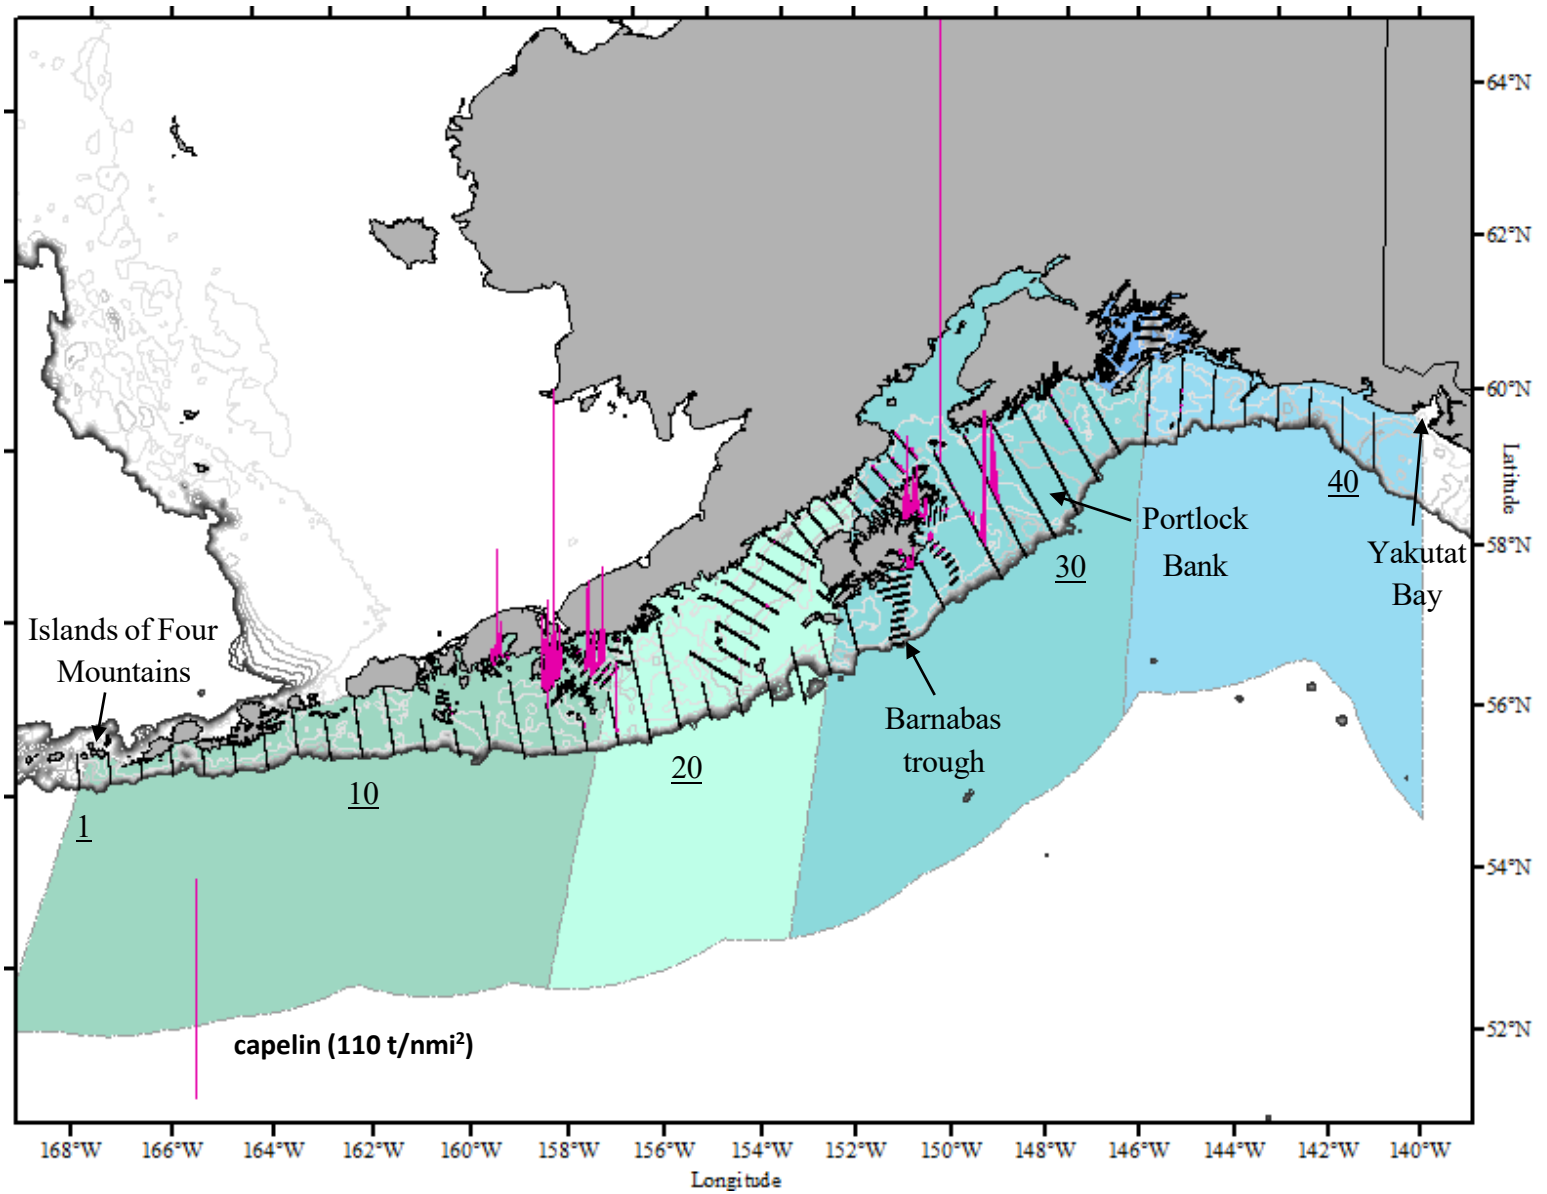 64°N
62°N
60°N
Latitude
40
Portlock
Bank
Yakutat
Bay
58°N
30
Islands of Four
Mountains
56°N
Barnabas
trough
20
10
1
54°N
52°N
capelin (110 t/nmi²)
168°W 166°W 164°W 162°W 160°W 158°W 156°W 154°W 152°W 150°W 148°W 146°W 144°W 142°W 140°W
Longitude